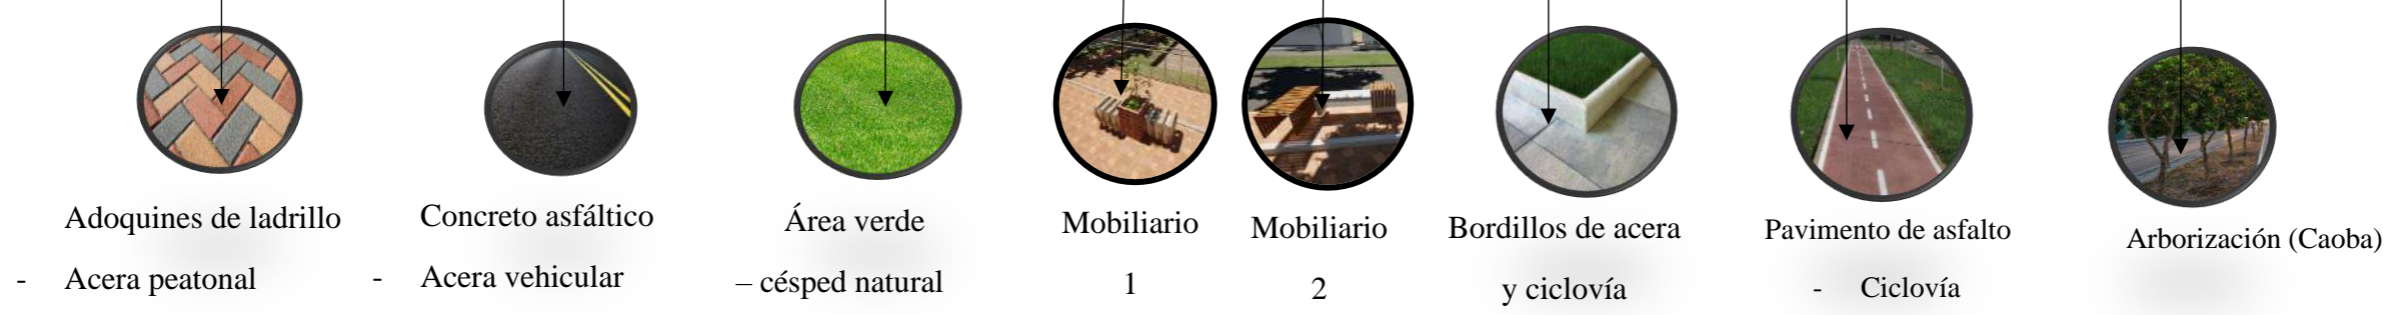 Adoquines de ladrillo
- Acera peatonal
Concreto asfáltico
- Acera vehicular
Área verde
– césped natural
Mobiliario
1
Mobiliario
2
Bordillos de acera
y ciclovía
Pavimento de asfalto
- Ciclovía
Arborización (Caoba)